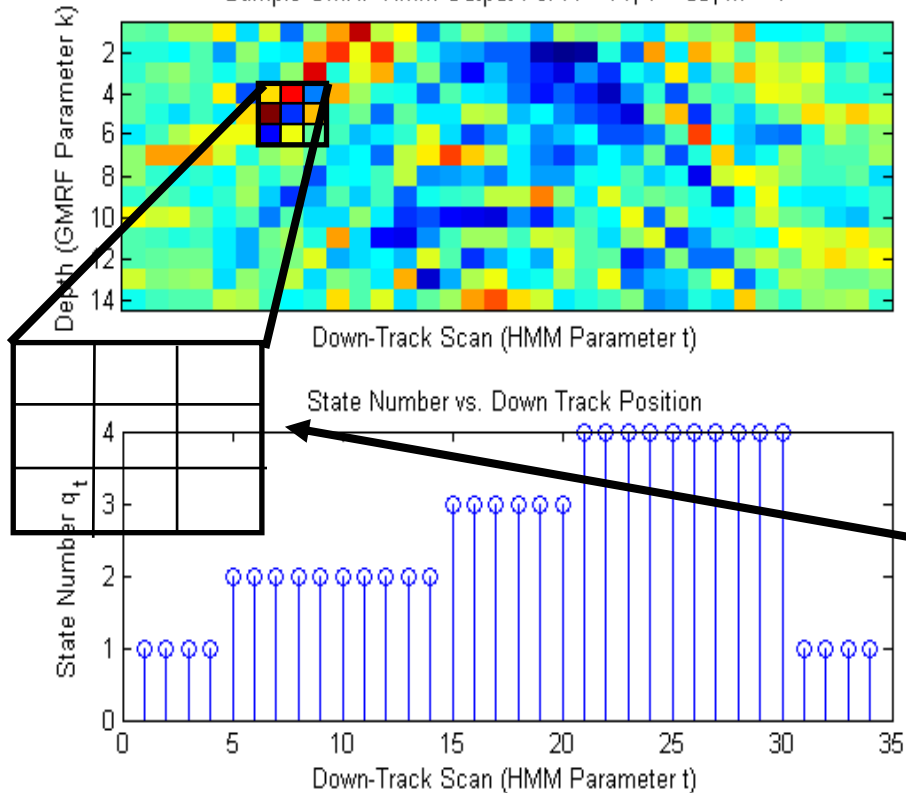 2
4
6
8
10
12
14
Depth (GMRF Parameter k)
Down-Track Scan (HMM Parameter t)
State Number vs. Down Track Position
4
3
2
1
0
State Number q_t
0 5 10 15 20 25 30 35
Down-Track Scan (HMM Parameter t)